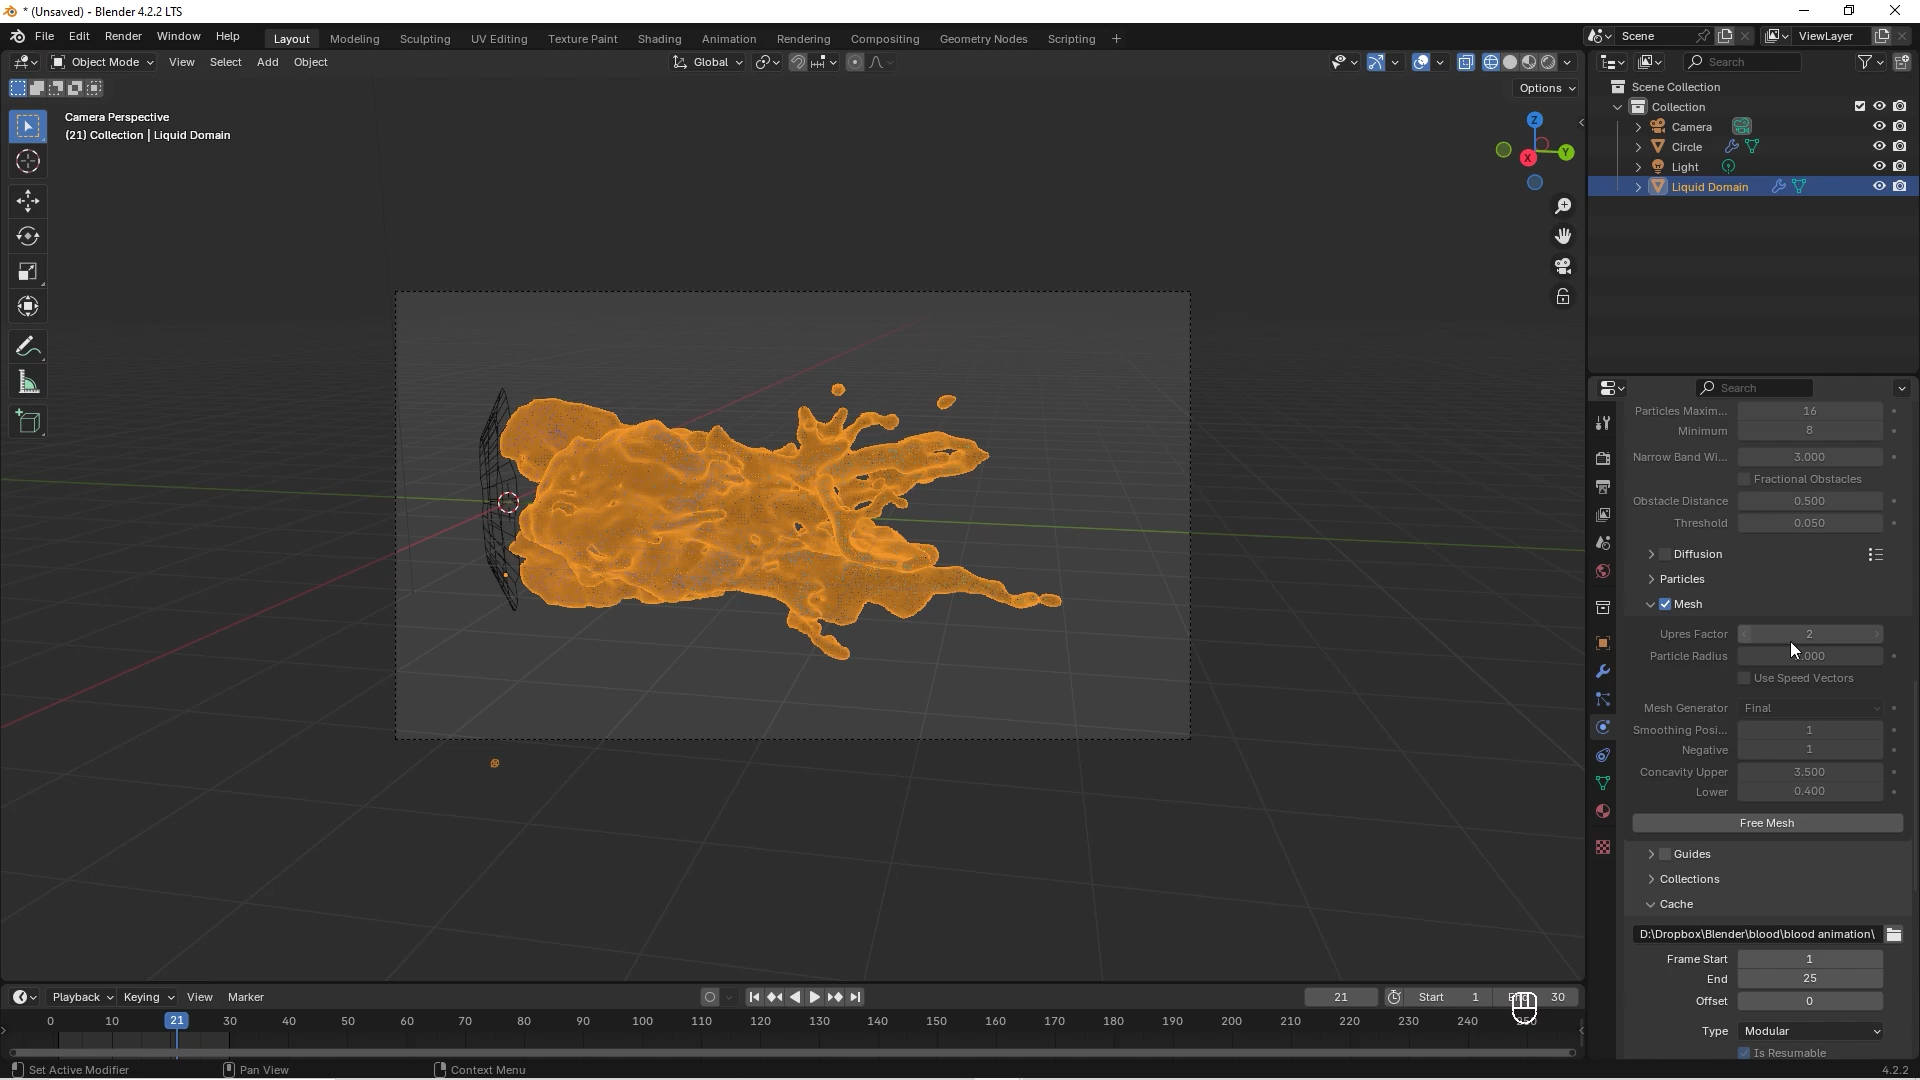 * (Unsaved) - Blender 4.2.2 LTS
File Edit Render Window Help
Layout Modeling Sculpting UV Editing Texture Paint Shading Animation Rendering Compositing Geometry Nodes Scripting +
Scene
ViewLayer
Object Mode View Select Add Object
Global
Search
Options
Camera Perspective
(21) Collection | Liquid Domain
Z
Y
X
Scene Collection
Collection
Camera
Circle
Light
Liquid Domain
Search
Particles Maxim... 16
Minimum 8
Narrow Band Wi... 3.000
Fractional Obstacles
Obstacle Distance 0.500
Threshold 0.050
Diffusion
Particles
Mesh
Upres Factor 2
Particle Radius .000
Use Speed Vectors
Mesh Generator Final
Smoothing Posi... 1
Negative 1
Concavity Upper 3.500
Lower 0.400
Free Mesh
Guides
Collections
Cache
D:\Dropbox\Blender\blood\blood animation\
Frame Start 1
End 25
Offset 0
Type Modular
Is Resumable
Playback Keying View Marker
21 Start 1 30
0 10 21 30 40 50 60 70 80 90 100 110 120 130 140 150 160 170 180 190 200 210 220 230 240
Set Active Modifier Pan View Context Menu
4.2.2